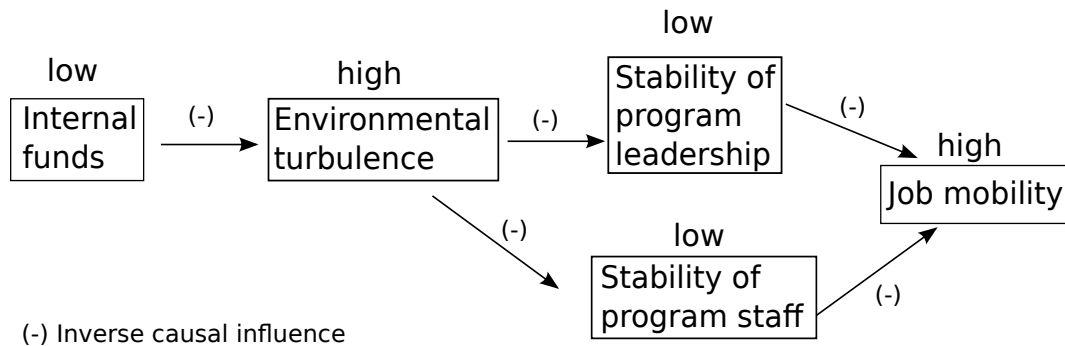 low
Internal
funds
(-)
high
Environmental
turbulence
(-)
low
Stability of
program
leadership
(-)
high
Job mobility
(-)
low
Stability of
program staff
(-)
(-) Inverse causal influence